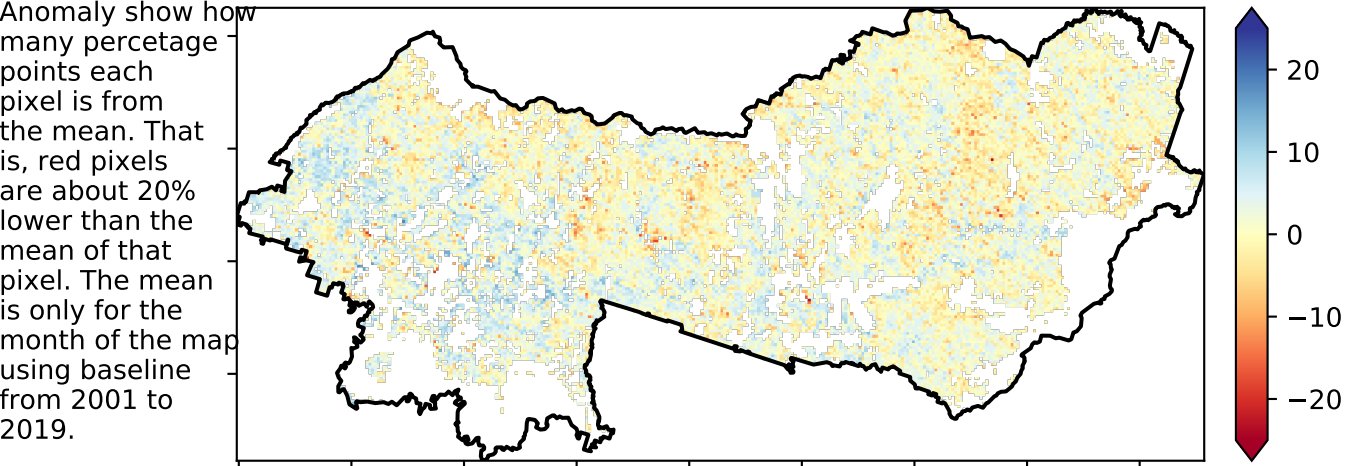 Anomaly show how
many percetage
points each
pixel is from
the mean. That
is, red pixels
are about 20%
lower than the
mean of that
pixel. The mean
is only for the
month of the map
using baseline
from 2001 to
2019.
20
10
0
−10
−20